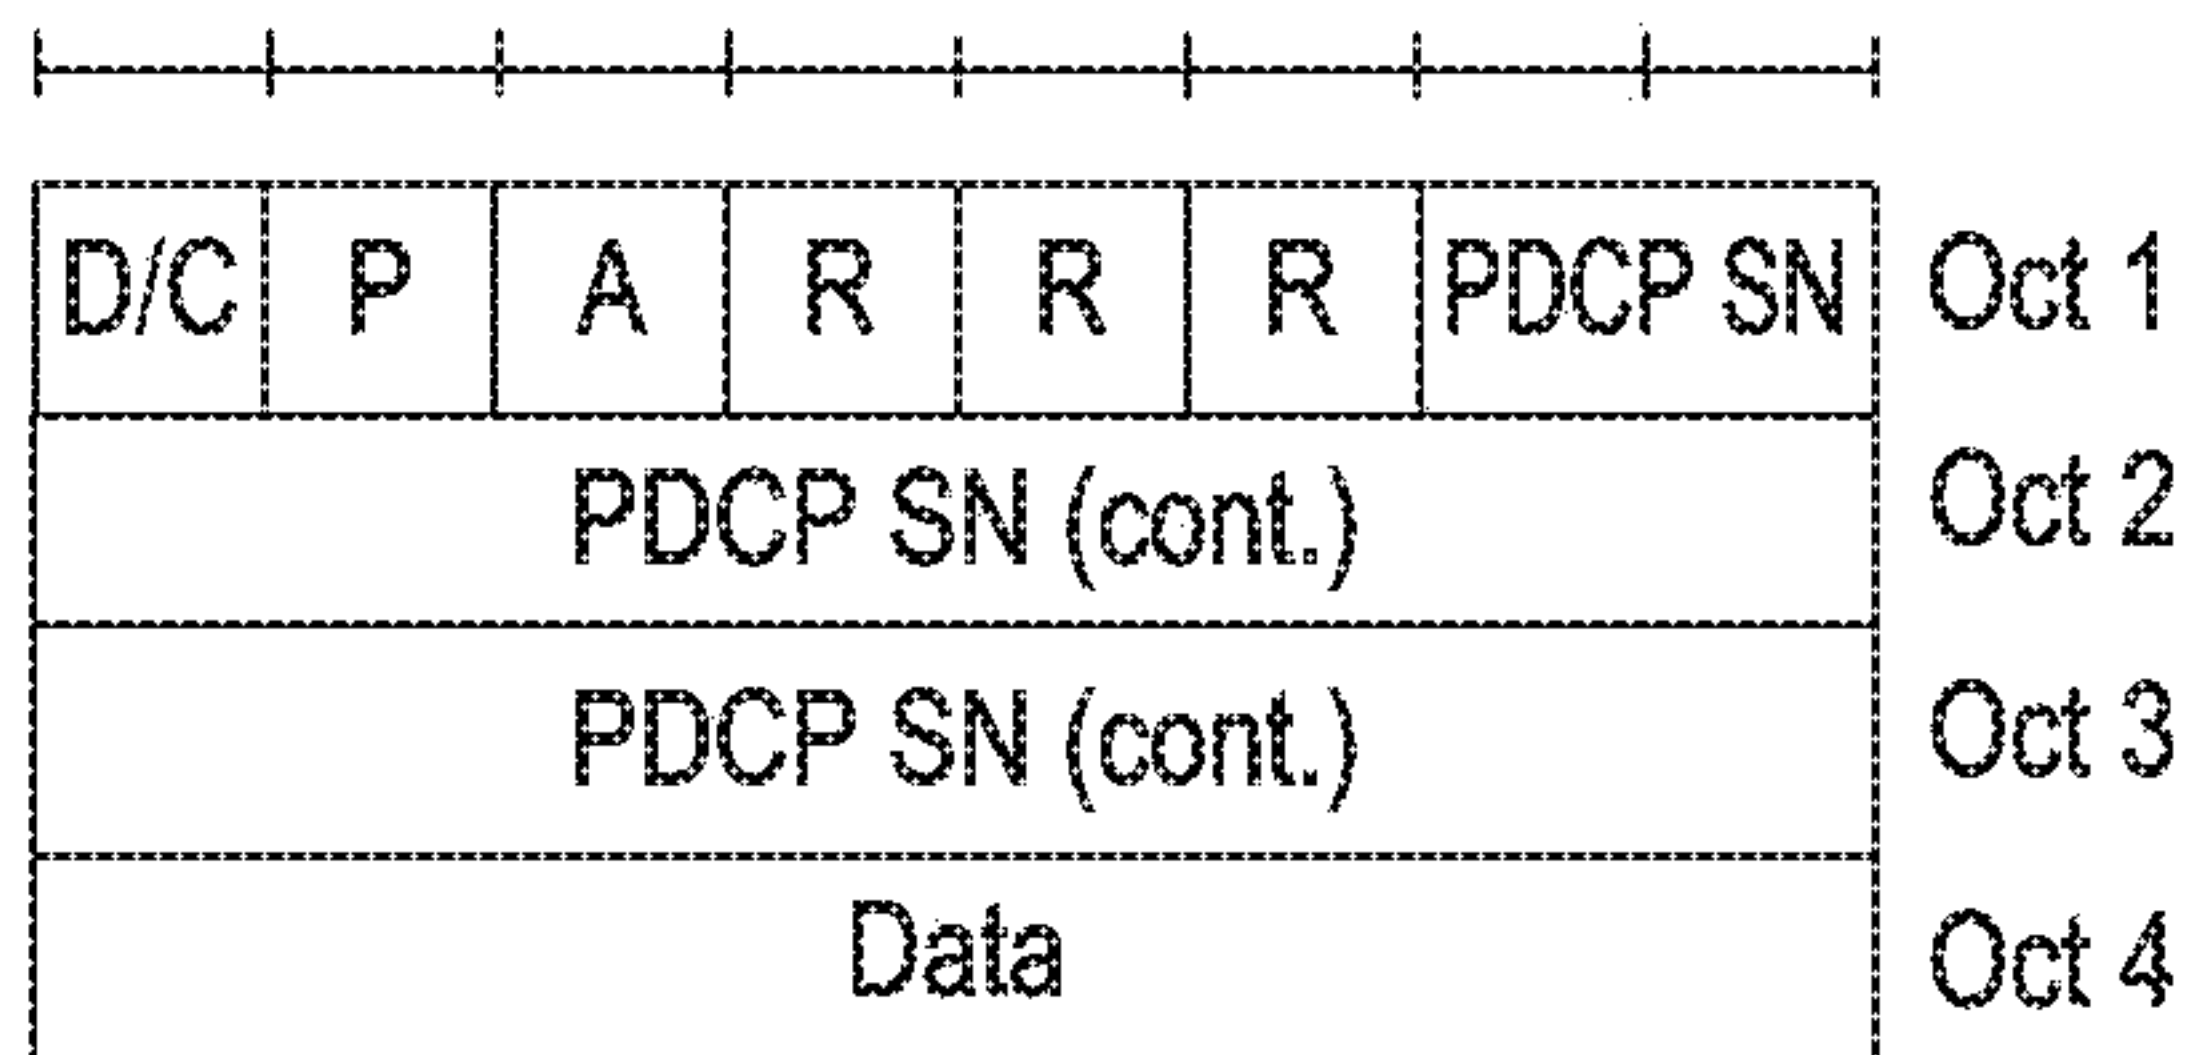 D/C P A R R R PDCP SN Oct 1
PDCP SN (cont.) Oct 2
PDCP SN (cont.) Oct 3
Data Oct 4